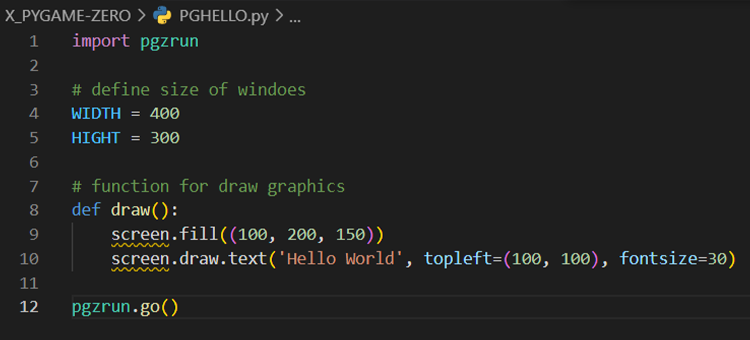 X_PYGAME-ZERO > PGHELLO.py > ...
1 import pgzrun
2
3 # define size of windoes
4 WIDTH = 400
5 HIGHT = 300
6
7 # function for draw graphics
8 def draw():
9     screen.fill((100, 200, 150))
10     screen.draw.text('Hello World', topleft=(100, 100), fontsize=30)
11
12 pgzrun.go()